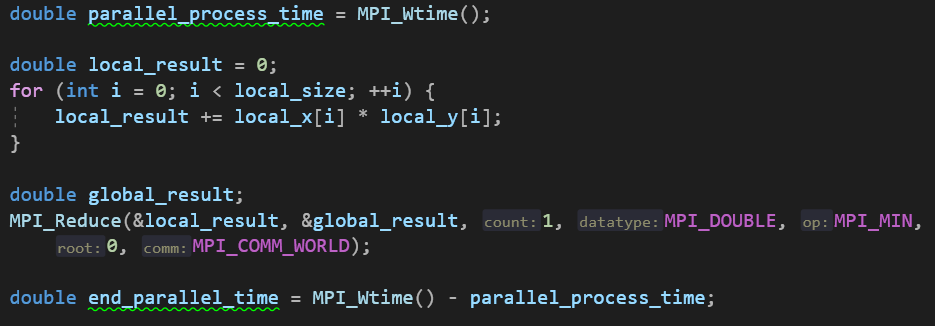 double parallel_process_time = MPI_Wtime();
double local_result = 0;
for (int i = 0; i < local_size; ++i) {
local_result += local_x[i] * local_y[i];
}
double global_result;
MPI_Reduce(&local_result, &global_result, count: 1, datatype: MPI_DOUBLE, op: MPI_MIN,
root: 0, comm: MPI_COMM_WORLD);
double end_parallel_time = MPI_Wtime() - parallel_process_time;